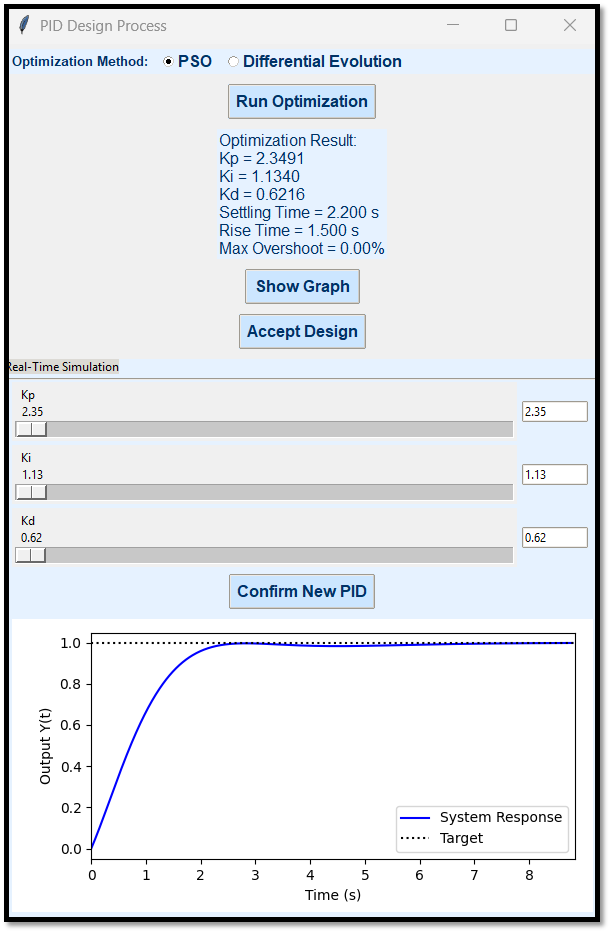 PID Design Process
Optimization Method: PSO Differential Evolution
Run Optimization
Optimization Result:
Kp = 2.3491
Ki = 1.1340
Kd = 0.6216
Settling Time = 2.200 s
Rise Time = 1.500 s
Max Overshoot = 0.00%
Show Graph
Accept Design
Real-Time Simulation
Kp
2.35 2.35
Ki
1.13 1.13
Kd
0.62 0.62
Confirm New PID
1.0
0.8
0.6
0.4
0.2
0.0
Output Y(t)
System Response
Target
0 1 2 3 4 5 6 7 8
Time (s)